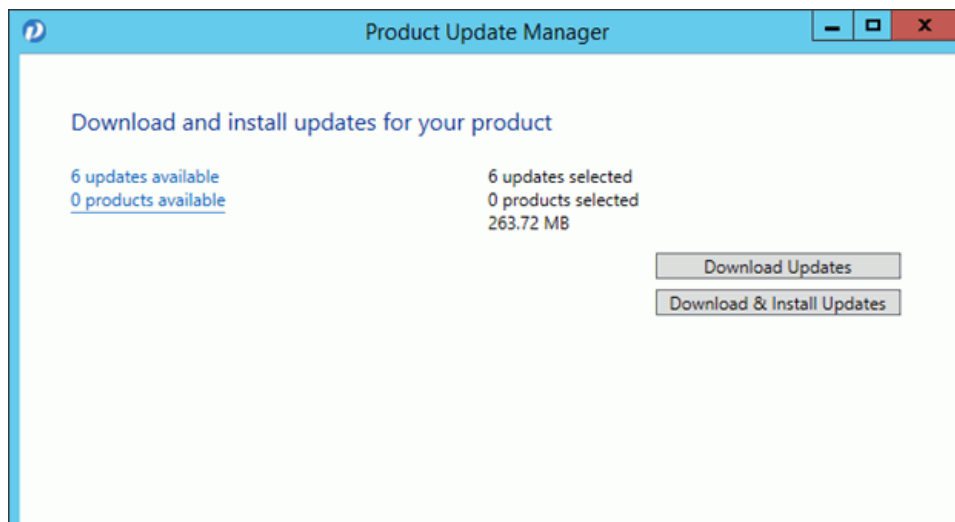 Product Update Manager
Download and install updates for your product
6 updates available
0 products available
6 updates selected
0 products selected
263.72 MB
Download Updates
Download & Install Updates